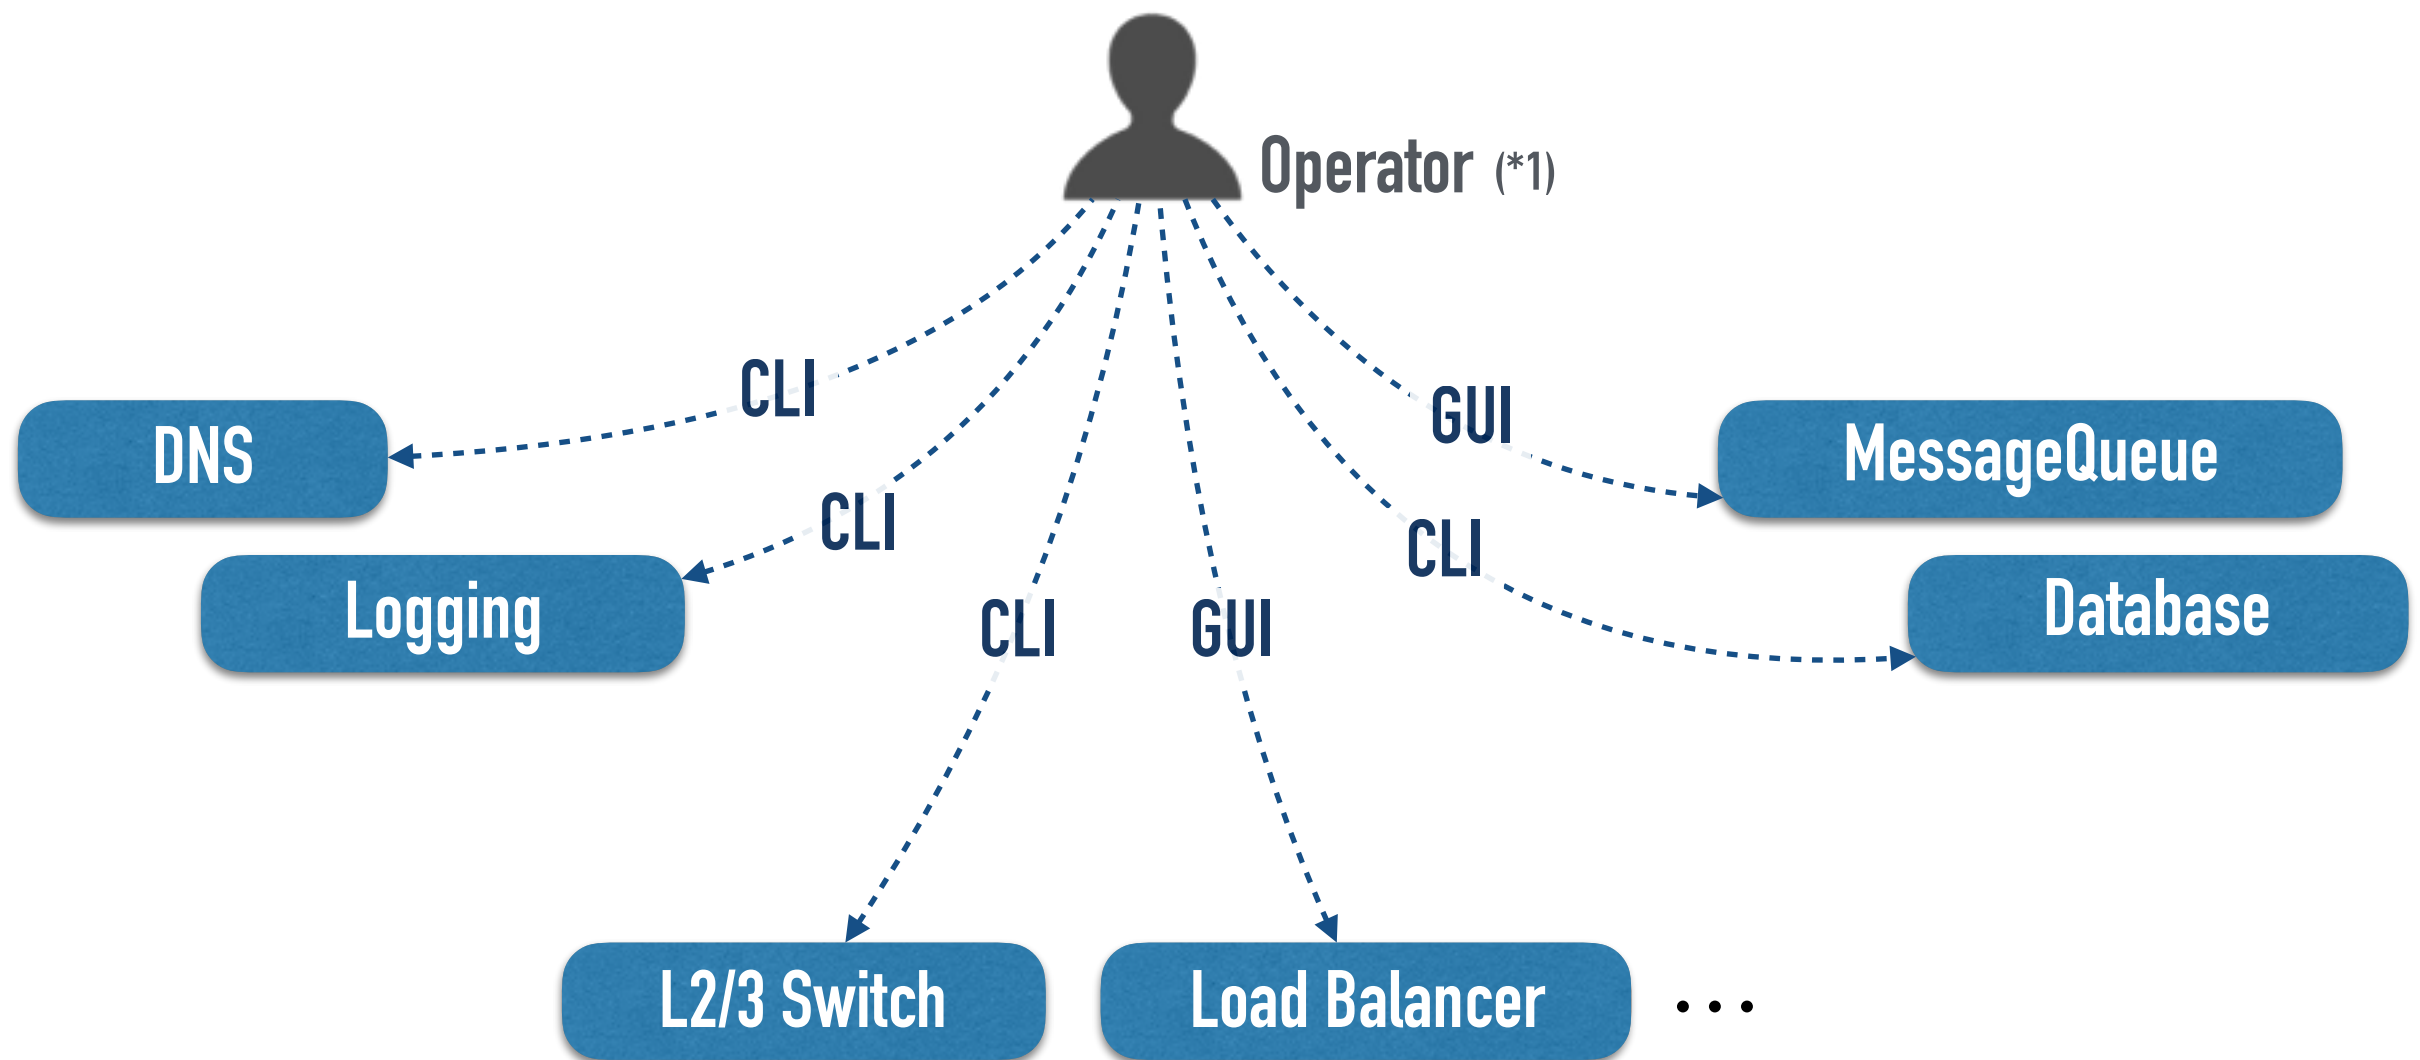 Operator (*1)
CLI
GUI
DNS
MessageQueue
CLI
CLI
Logging
Database
CLI
GUI
L2/3 Switch
Load Balancer
...